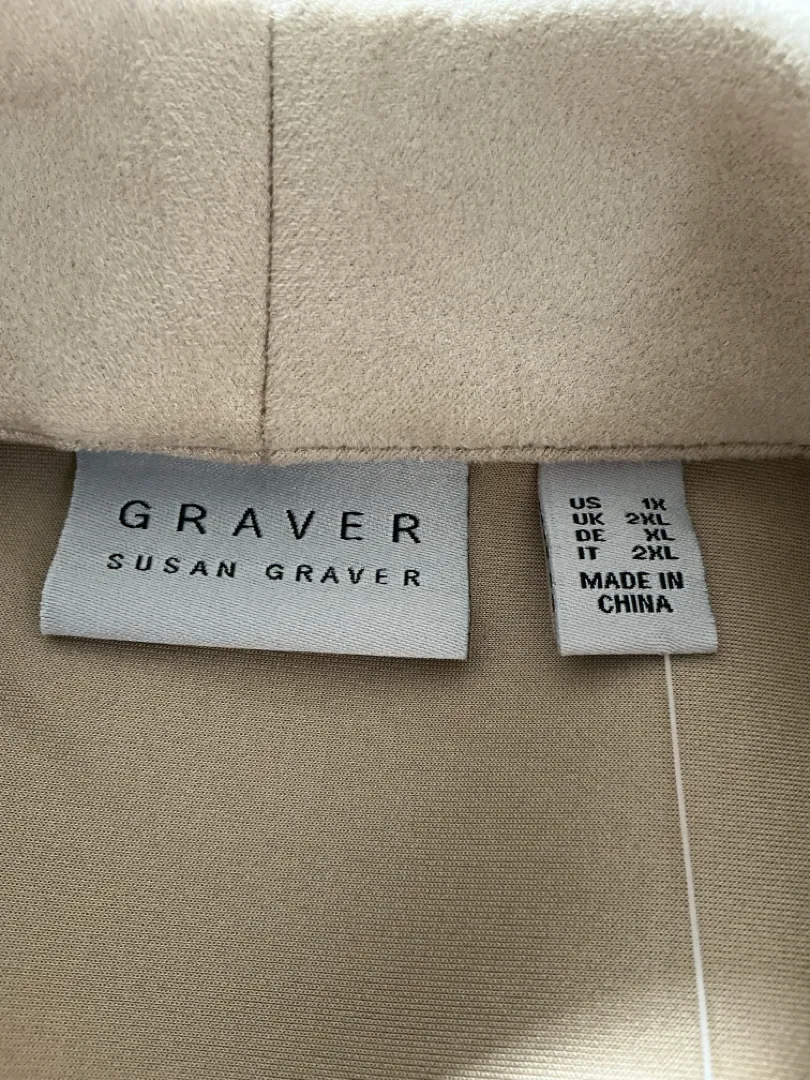 GRAVER
SUSAN GRAVER
US 1X
UK 2XL
DE XL
IT 2XL
MADE IN
CHINA